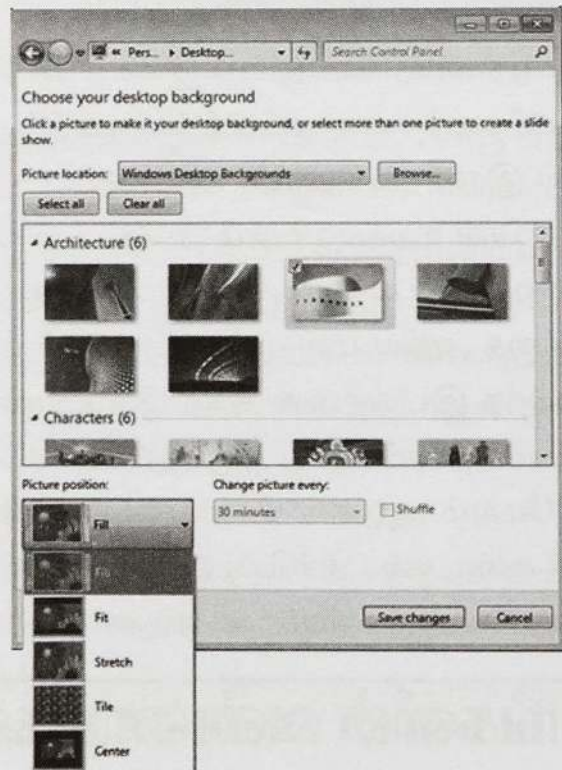 « Pers... ▸ Desktop... Search Control Panel
Choose your desktop background
Click a picture to make it your desktop background, or select more than one picture to create a slide
show.
Picture location: Windows Desktop Backgrounds Browse...
Select all Clear all
Architecture (6)
Characters (6)
Picture position: Change picture every:
Fill 30 minutes Shuffle
Fill
Fit
Stretch
Tile
Center
Save changes Cancel